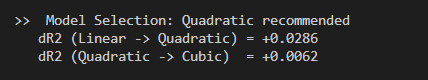 >>  Model Selection: Quadratic recommended
dR2 (Linear -> Quadratic) = +0.0286
dR2 (Quadratic -> Cubic)  = +0.0062